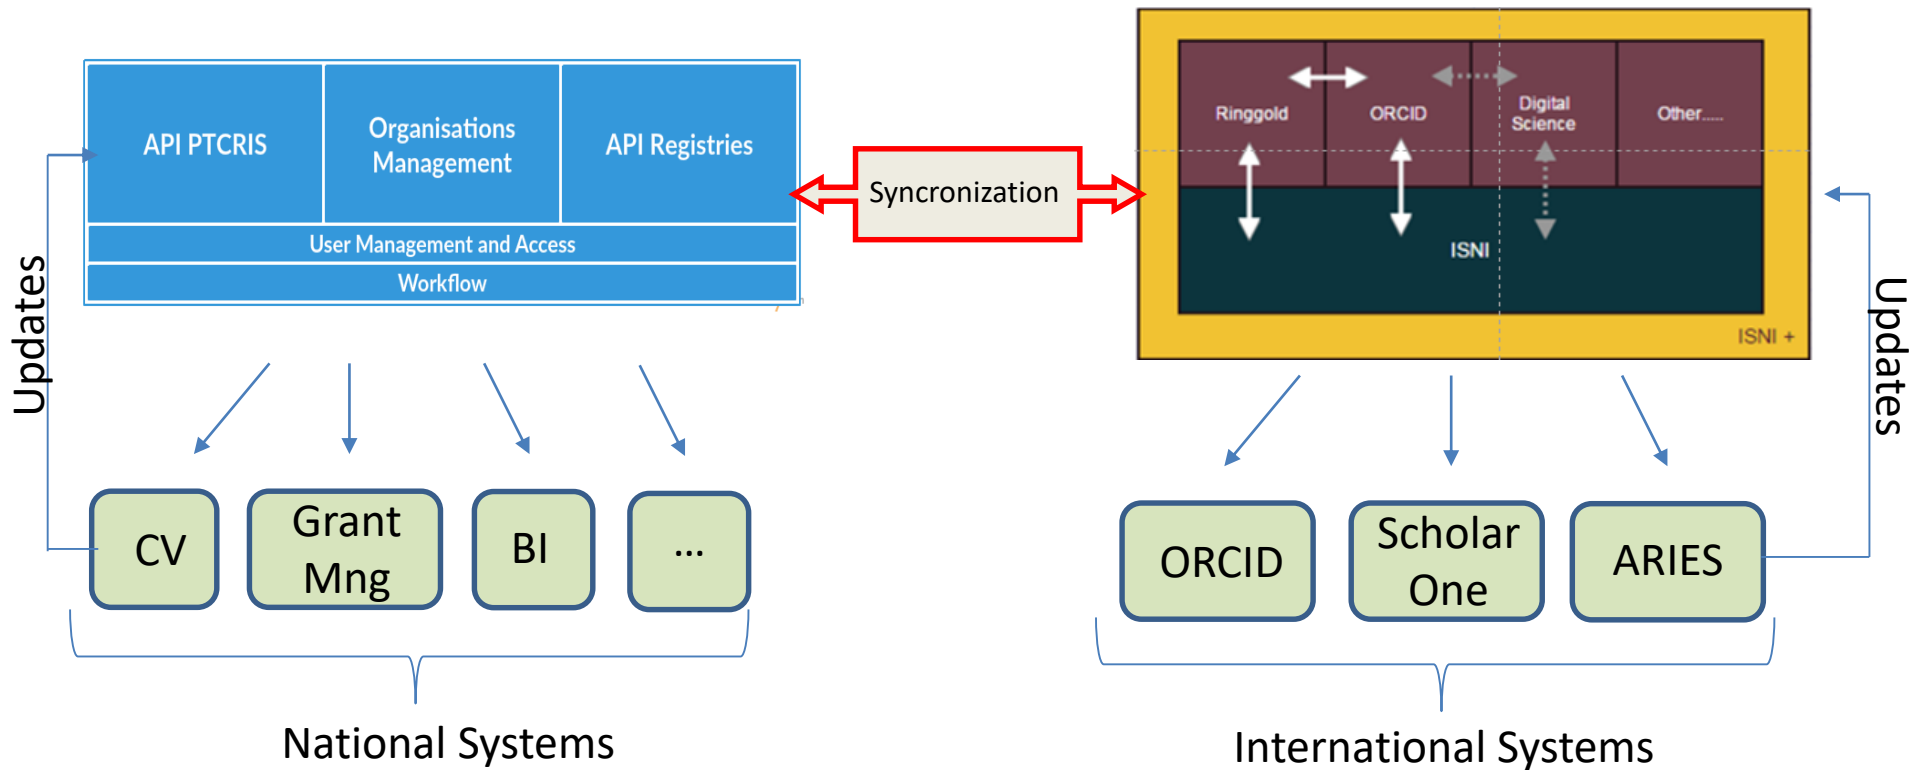 API PTCRIS
Organisations
Management
API Registries
User Management and Access
Workflow
Updates
Syncronization
Ringgold
ORCID
Digital
Science
Other.....
ISNI
ISNI +
Updates
CV
Grant
Mng
BI
...
ORCID
Scholar
One
ARIES
National Systems
International Systems